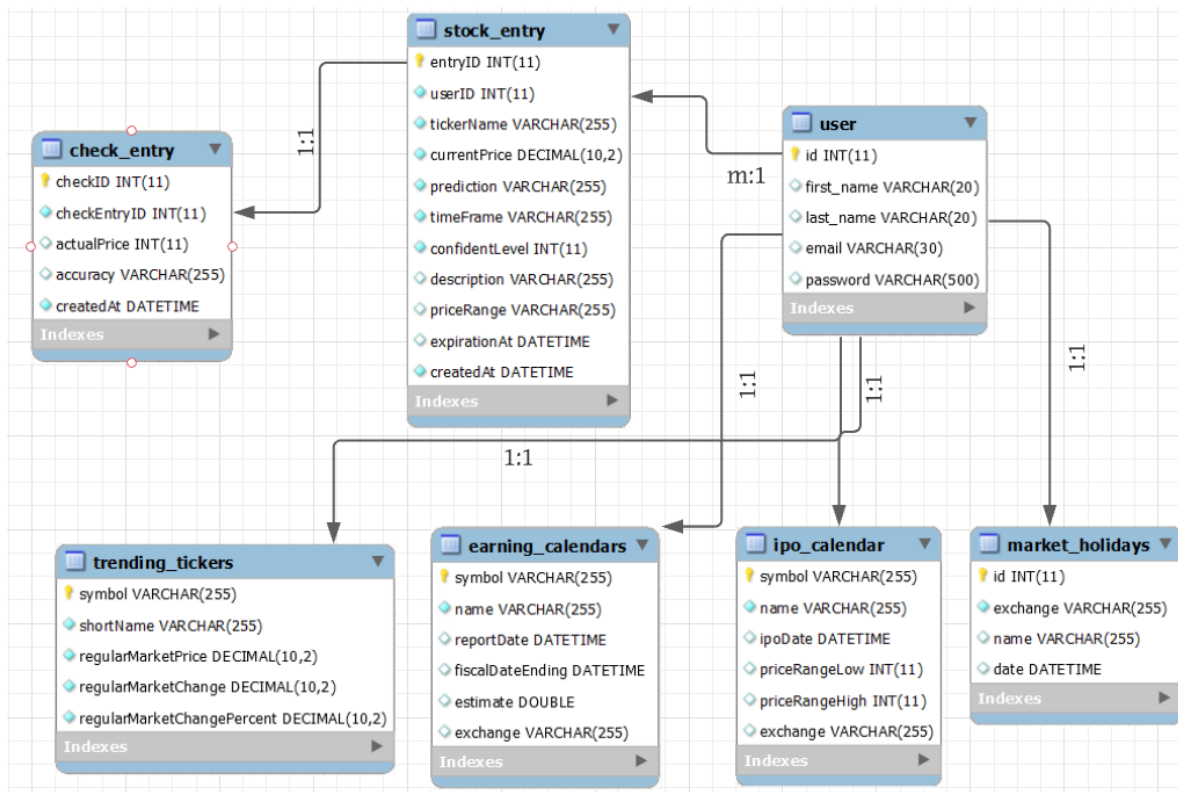 stock_entry
entryID INT(11)
userID INT(11)
tickerName VARCHAR(255)
currentPrice DECIMAL(10,2)
prediction VARCHAR(255)
timeFrame VARCHAR(255)
confidentLevel INT(11)
description VARCHAR(255)
priceRange VARCHAR(255)
expirationAt DATETIME
createdAt DATETIME
Indexes
1:1
check_entry
checkID INT(11)
checkEntryID INT(11)
actualPrice INT(11)
accuracy VARCHAR(255)
createdAt DATETIME
Indexes
user
id INT(11)
first_name VARCHAR(20)
last_name VARCHAR(20)
email VARCHAR(30)
password VARCHAR(500)
Indexes
m:1
1:1
1:1
1:1
1:1
trending_tickers
symbol VARCHAR(255)
shortName VARCHAR(255)
regularMarketPrice DECIMAL(10,2)
regularMarketChange DECIMAL(10,2)
regularMarketChangePercent DECIMAL(10,2)
Indexes
earning_calendars
symbol VARCHAR(255)
name VARCHAR(255)
reportDate DATETIME
fiscalDateEnding DATETIME
estimate DOUBLE
exchange VARCHAR(255)
Indexes
ipo_calendar
symbol VARCHAR(255)
name VARCHAR(255)
ipoDate DATETIME
priceRangeLow INT(11)
priceRangeHigh INT(11)
exchange VARCHAR(255)
Indexes
market_holidays
id INT(11)
exchange VARCHAR(255)
name VARCHAR(255)
date DATETIME
Indexes